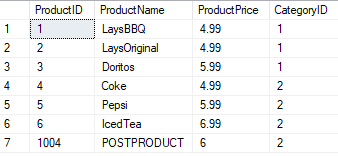 ProductID ProductName ProductPrice CategoryID
1 1 LaysBBQ 4.99 1
2 2 LaysOriginal 4.99 1
3 3 Doritos 5.99 1
4 4 Coke 4.99 2
5 5 Pepsi 5.99 2
6 6 IcedTea 6.99 2
7 1004 POSTPRODUCT 6 2